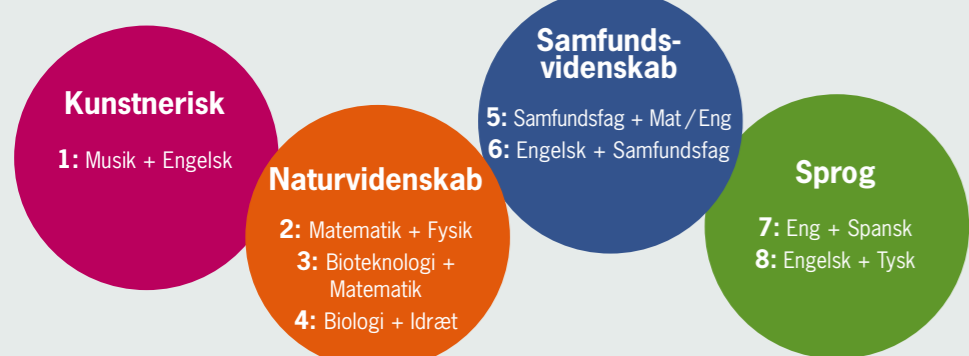 Kunstnerisk
1: Musik + Engelsk
Naturvidenskab
2: Matematik + Fysik
3: Bioteknologi +
Matematik
4: Biologi + Idræt
Samfunds-
videnskab
5: Samfundsfag + Mat/Eng
6: Engelsk + Samfundsfag
Sprog
7: Eng + Spansk
8: Engelsk + Tysk